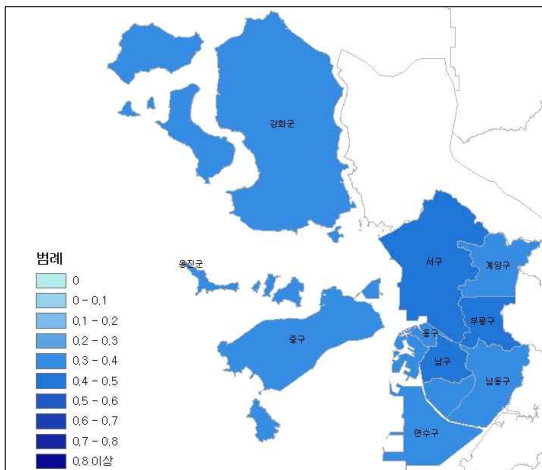 강화군
서구
계양구
옹진군
부평구
중구
동구
남구
남동구
연수구
범례
0
0 - 0.1
0.1 - 0.2
0.2 - 0.3
0.3 - 0.4
0.4 - 0.5
0.5 - 0.6
0.6 - 0.7
0.7 - 0.8
0.8 이상